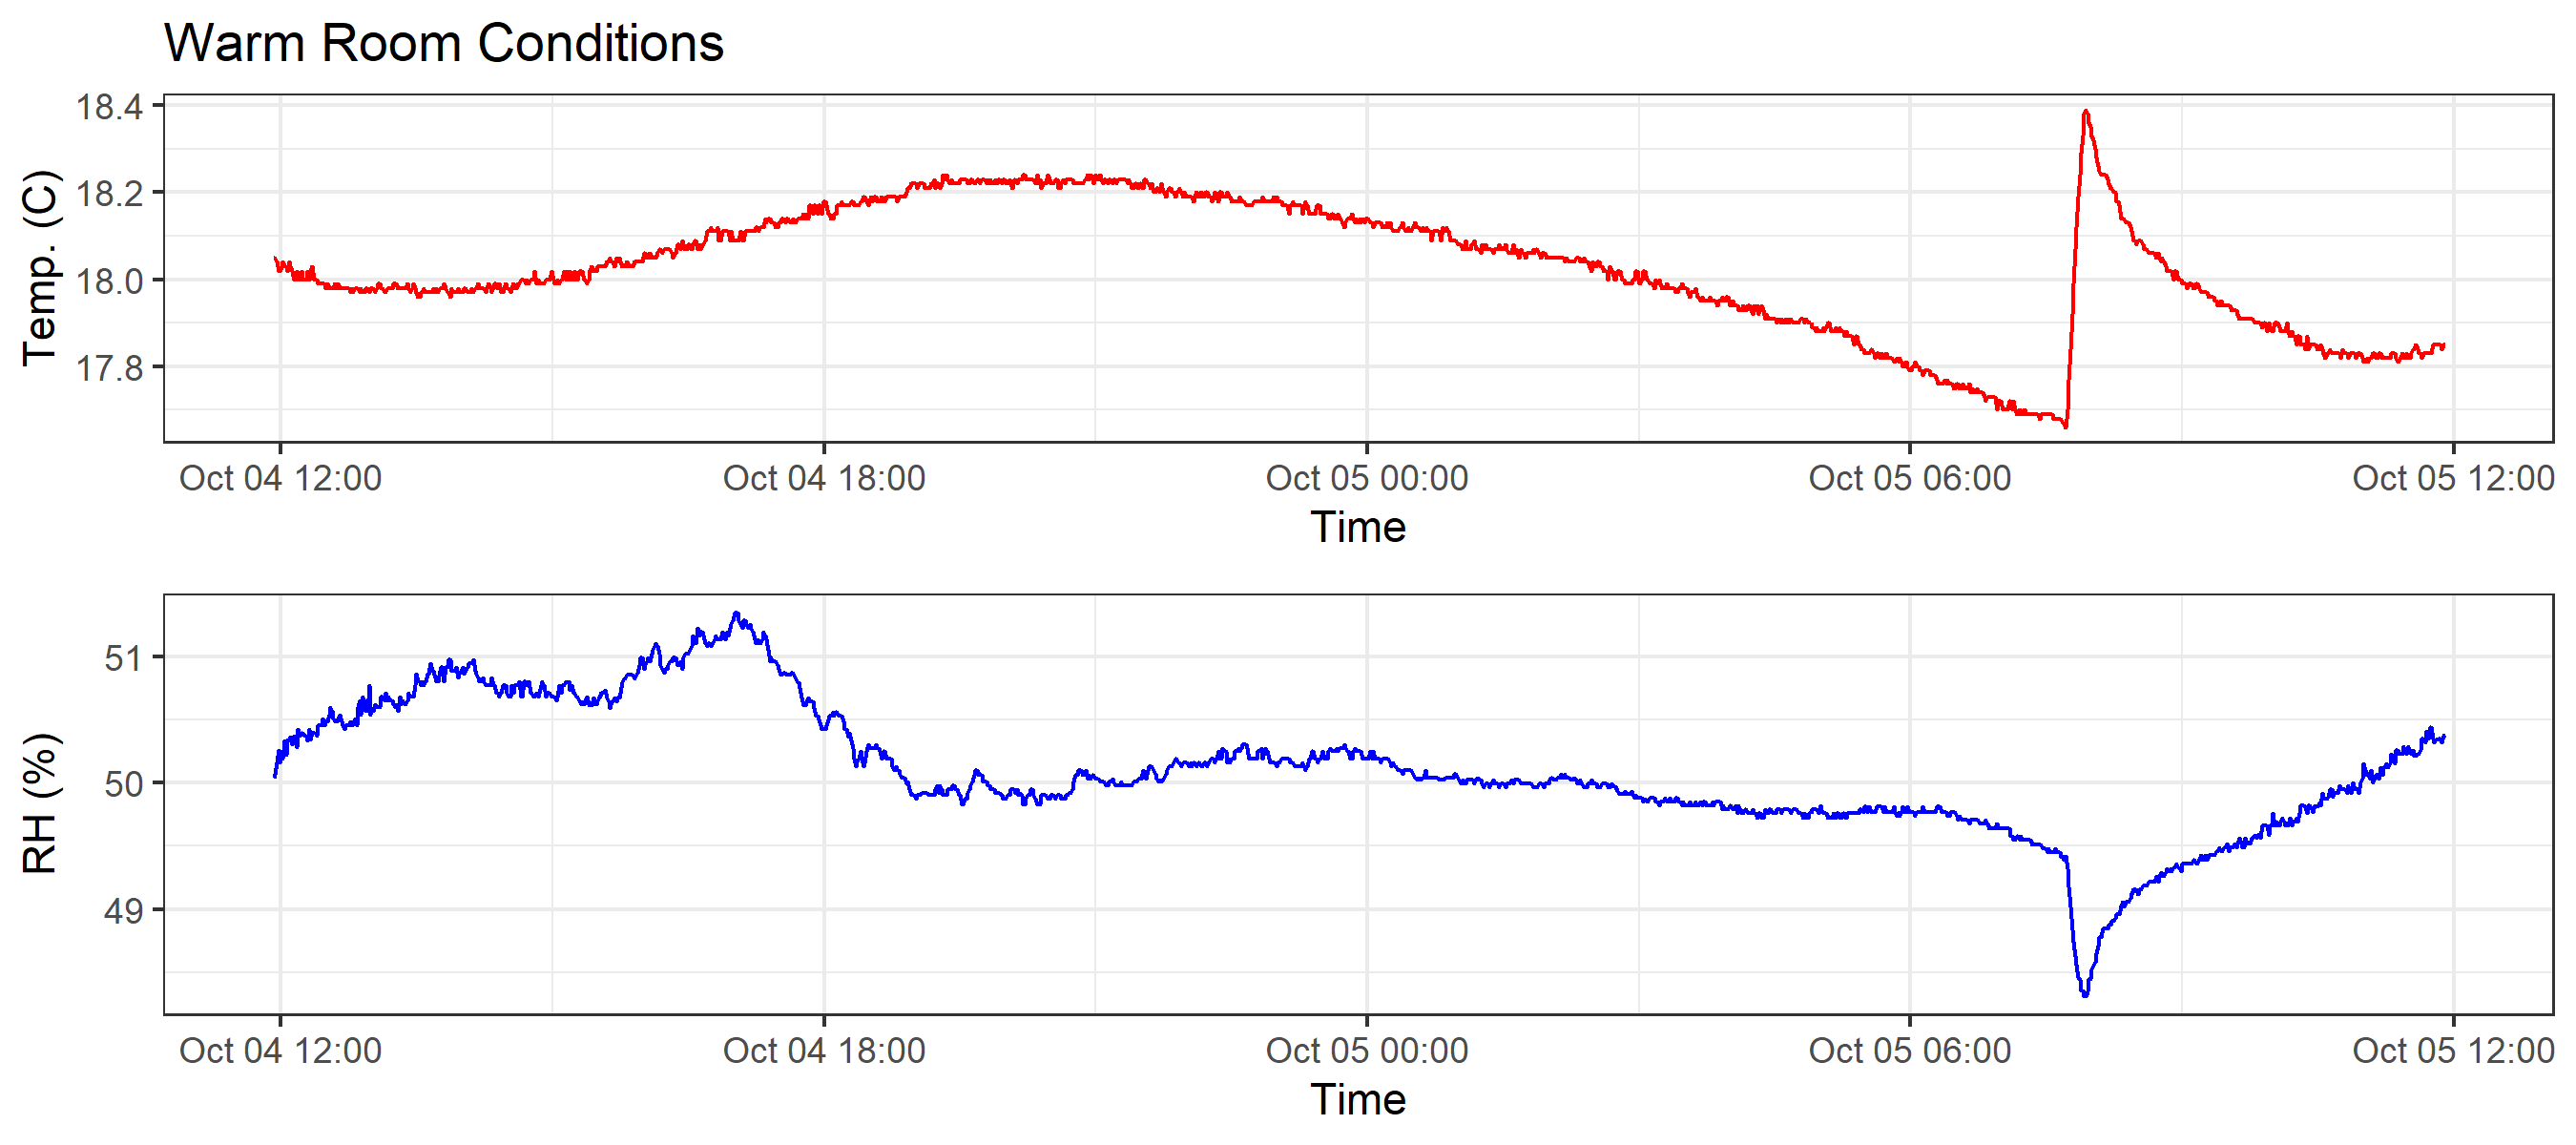 Warm Room Conditions
18.4
18.2
18.0
17.8
Temp. (C)
Oct 04 12:00 Oct 04 18:00 Oct 05 00:00 Oct 05 06:00 Oct 05 12:00
Time
51
50
49
RH (%)
Oct 04 12:00 Oct 04 18:00 Oct 05 00:00 Oct 05 06:00 Oct 05 12:00
Time